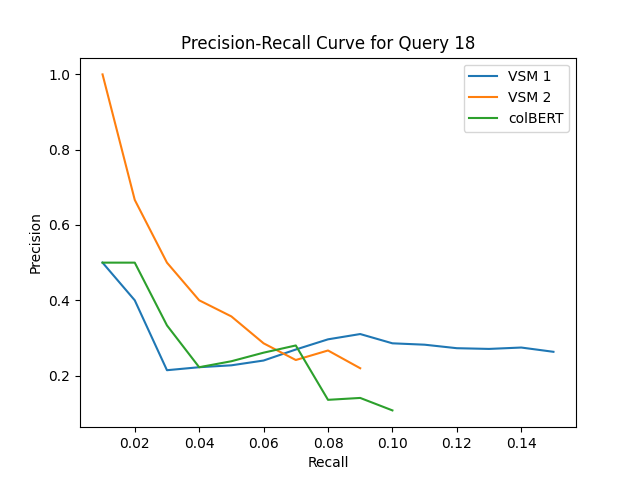 Precision-Recall Curve for Query 18
VSM 1
VSM 2
colBERT
1.0
0.8
0.6
0.4
0.2
Precision
0.02 0.04 0.06 0.08 0.10 0.12 0.14
Recall